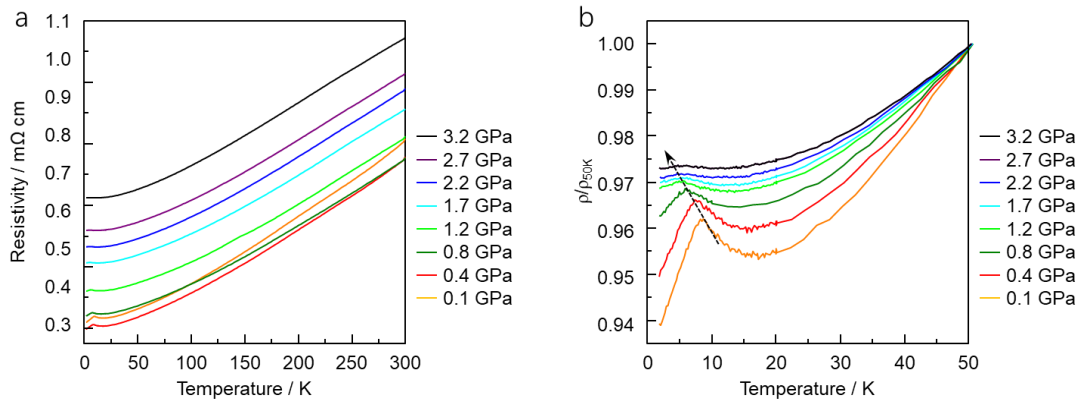 a
1.1
1.0
0.9
0.8
0.7
0.6
0.5
0.4
0.3
Resistivity / mΩ cm
0
50
100
150
200
250
300
Temperature / K
3.2 GPa
2.7 GPa
2.2 GPa
1.7 GPa
1.2 GPa
0.8 GPa
0.4 GPa
0.1 GPa
b
1.00
0.99
0.98
0.97
0.96
0.95
0.94
ρ/ρ50K
0
10
20
30
40
50
Temperature / K
3.2 GPa
2.7 GPa
2.2 GPa
1.7 GPa
1.2 GPa
0.8 GPa
0.4 GPa
0.1 GPa